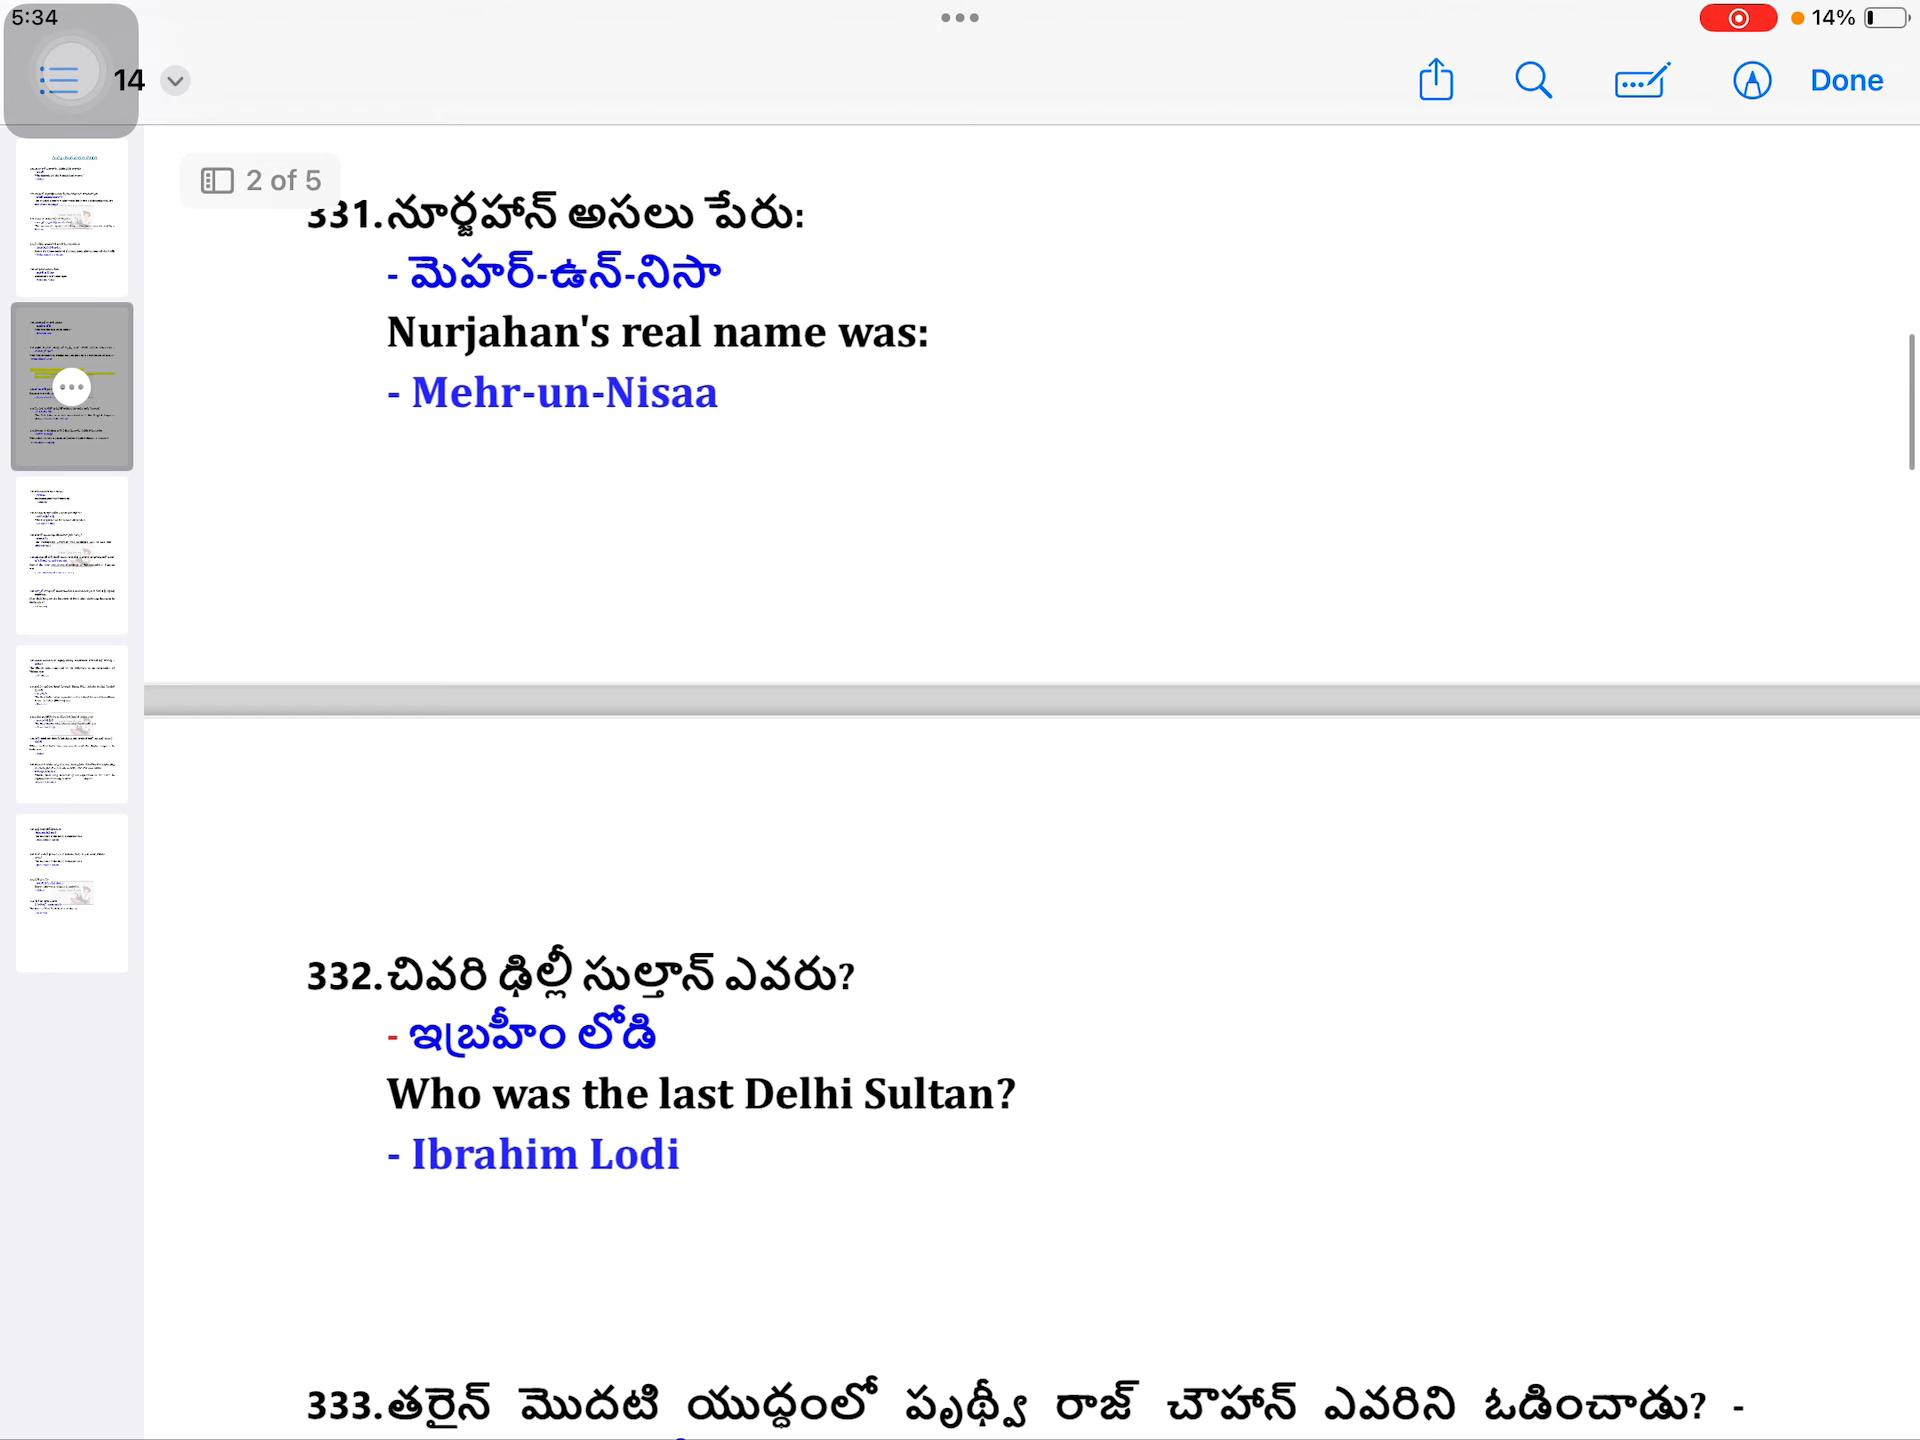 5:34
14%
14
Done
2 of 5
331.నూర్జహాన్ అసలు పేరు:
- మెహర్-ఉన్-నిసా
Nurjahan's real name was:
- Mehr-un-Nisaa
332.చివరి ఢిల్లీ సుల్తాన్ ఎవరు?
- ఇబ్రహీం లోడి
Who was the last Delhi Sultan?
- Ibrahim Lodi
333.తరైన్ మొదటి యుద్ధంలో పృథ్వీ రాజ్ చౌహాన్ ఎవరిని ఓడించాడు? -